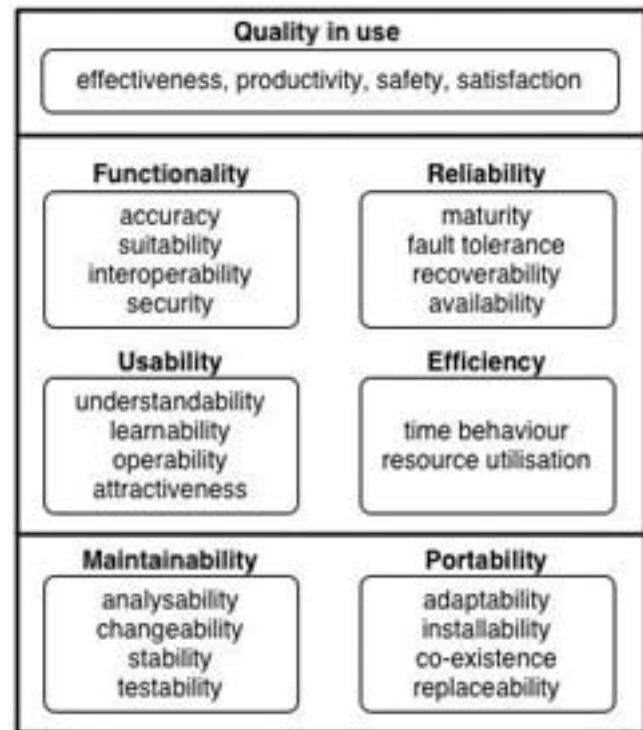 Quality in use
effectiveness, productivity, safety, satisfaction
Functionality
accuracy
suitability
interoperability
security
Reliability
maturity
fault tolerance
recoverability
availability
Usability
understandability
learnability
operability
attractiveness
Efficiency
time behaviour
resource utilisation
Maintainability
analysability
changeability
stability
testability
Portability
adaptability
installability
co-existence
replaceability